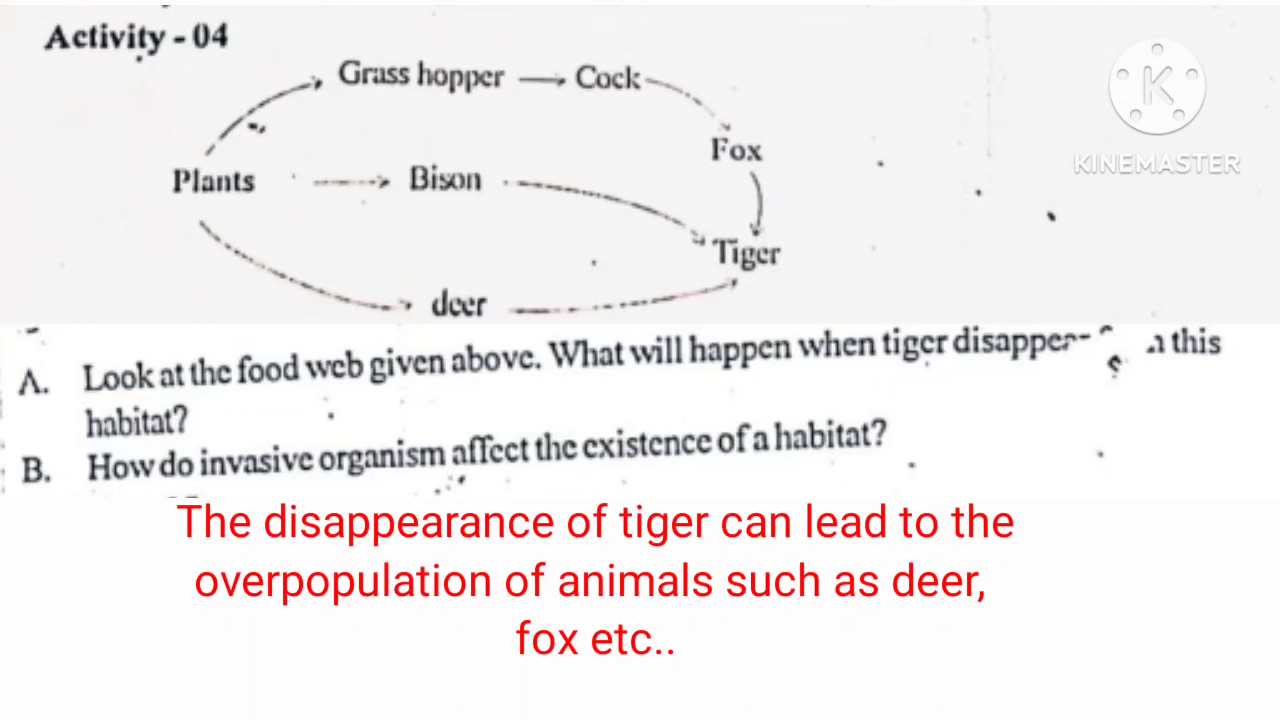 Activity - 04
Grass hopper Cock
Fox
Plants Bison
Tiger
deer
K
KINEMASTER
A. Look at the food web given above. What will happen when tiger this
habitat?
B. How do invasive organism affect the existence of a habitat?
The disappearance of tiger can lead to the
overpopulation of animals such as deer,
fox etc..